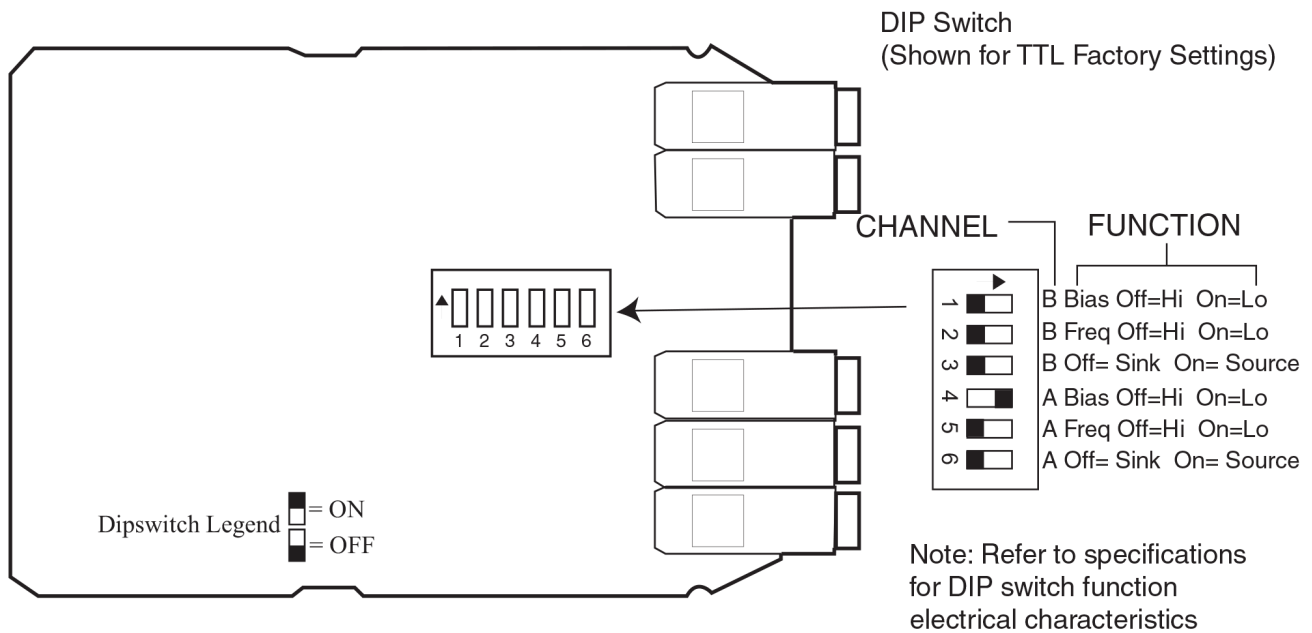 DIP Switch
(Shown for TTL Factory Settings)
CHANNEL FUNCTION
1 B Bias Off=Hi On=Lo
2 B Freq Off=Hi On=Lo
3 B Off= Sink On= Source
4 A Bias Off=Hi On=Lo
5 A Freq Off=Hi On=Lo
6 A Off= Sink On= Source
1 2 3 4 5 6
Dipswitch Legend
= ON
= OFF
Note: Refer to specifications
for DIP switch function
electrical characteristics